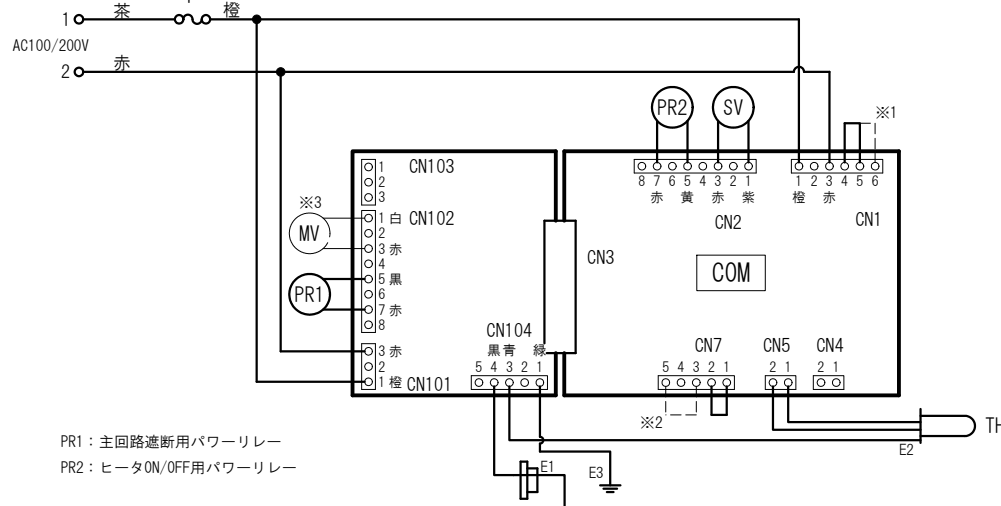 1 茶 橙
AC100/200V
2 赤
PR2 SV
※1
8 7 6 5 4 3 2 1
赤 黄 赤 紫
CN2
1 2 3 4 5 6
橙 赤
CN1
CN103
1
2
3
※3
MV
CN102
1 白
2
3 赤
4
5 黒
6
7 赤
8
PR1
CN3
COM
CN104
黒 青 緑
5 4 3 2 1
3 赤
2
1 橙 CN101
CN7
5 4 3 2 1
※2
CN5
2 1
CN4
2 1
TH
E2
E1
E3
PR1：主回路遮断用パワーリレー
PR2：ヒータON/OFF用パワーリレー